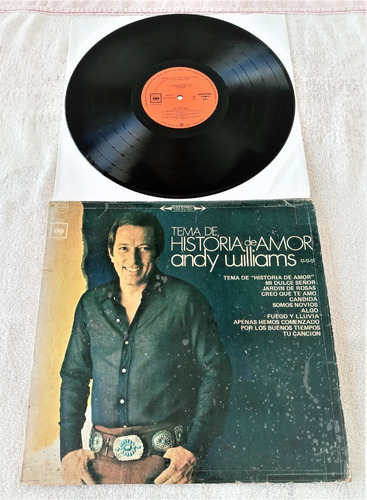 CBS
STEREO
CBS
TEMA DE
HISTORIA de AMOR
andy williams
TEMA DE "HISTORIA DE AMOR"
MI DULCE SEÑOR
JARDIN DE ROSAS
CREO QUE TE AMO
CANDIDA
SOMOS NOVIOS
ALGO
FUEGO Y LLUVIA
APENAS HEMOS COMENZADO
POR LOS BUENOS TIEMPOS
TU CANCION